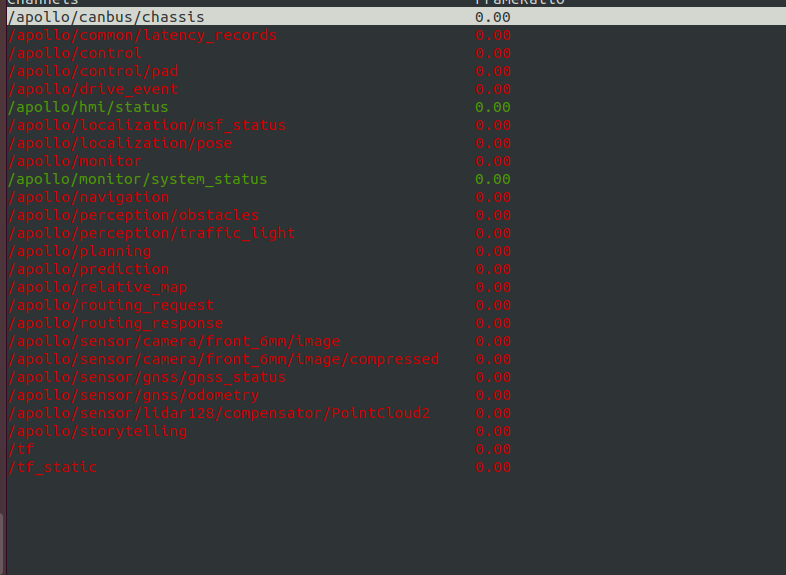 Channels FrameRatio
/apollo/canbus/chassis 0.00
/apollo/common/latency_records 0.00
/apollo/control 0.00
/apollo/control/pad 0.00
/apollo/drive_event 0.00
/apollo/hmi/status 0.00
/apollo/localization/msf_status 0.00
/apollo/localization/pose 0.00
/apollo/monitor 0.00
/apollo/monitor/system_status 0.00
/apollo/navigation 0.00
/apollo/perception/obstacles 0.00
/apollo/perception/traffic_light 0.00
/apollo/planning 0.00
/apollo/prediction 0.00
/apollo/relative_map 0.00
/apollo/routing_request 0.00
/apollo/routing_response 0.00
/apollo/sensor/camera/front_6mm/image 0.00
/apollo/sensor/camera/front_6mm/image/compressed 0.00
/apollo/sensor/gnss/gnss_status 0.00
/apollo/sensor/gnss/odometry 0.00
/apollo/sensor/lidar128/compensator/PointCloud2 0.00
/apollo/storytelling 0.00
/tf 0.00
/tf_static 0.00